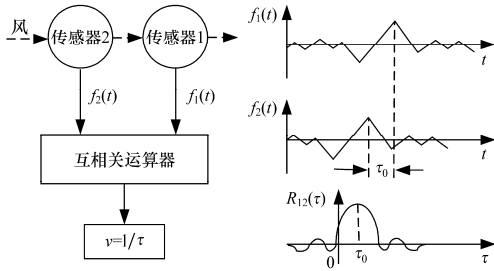 风
传感器2
传感器1
f₂(t)
f₁(t)
互相关运算器
v=1/τ
f₁(t)
t
f₂(t)
t
τ₀
R₁₂(τ)
0
τ₀
τ